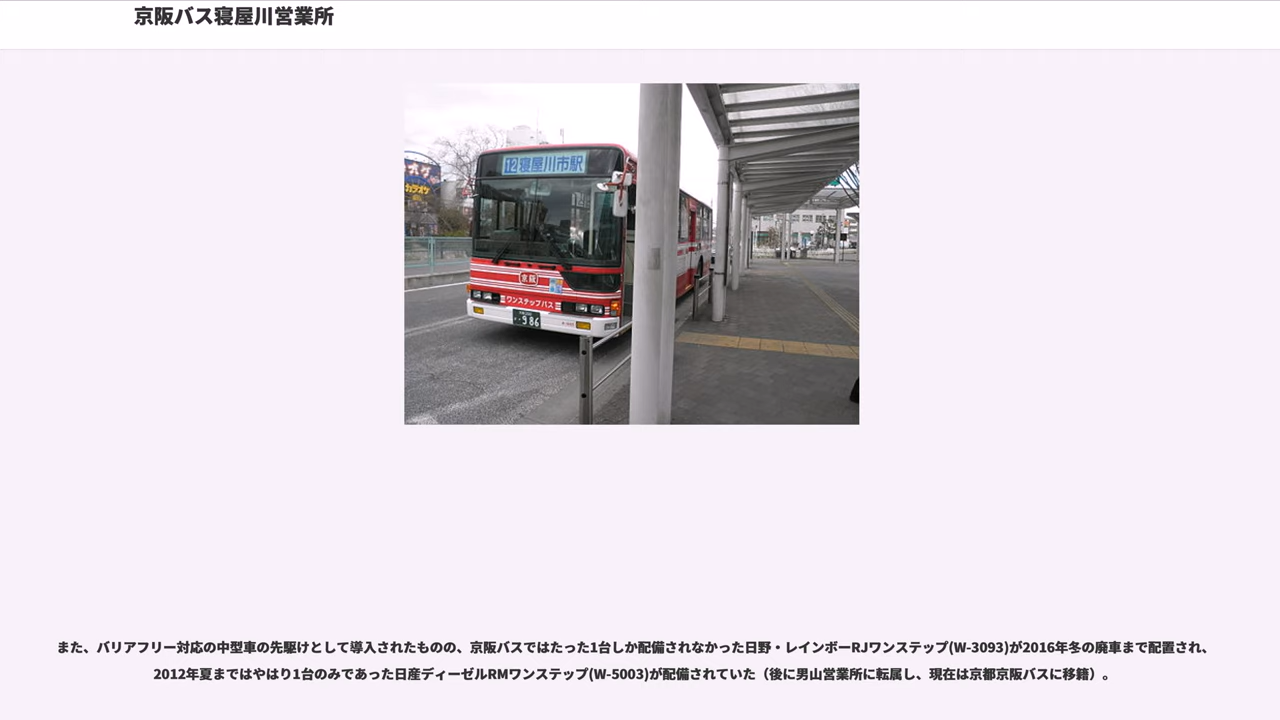 京阪バス寝屋川営業所
カラオケ
12 寝屋川市駅
京阪
ワンステップバス
・986
また、バリアフリー対応の中型車の先駆けとして導入されたものの、京阪バスではたった1台しか配備されなかった日野・レインボーRJワンステップ(W-3093)が2016年冬の廃車まで配置され、
2012年夏まではやはり1台のみであった日産ディーゼルRMワンステップ(W-5003)が配備されていた（後に男山営業所に転属し、現在は京都京阪バスに移籍）。